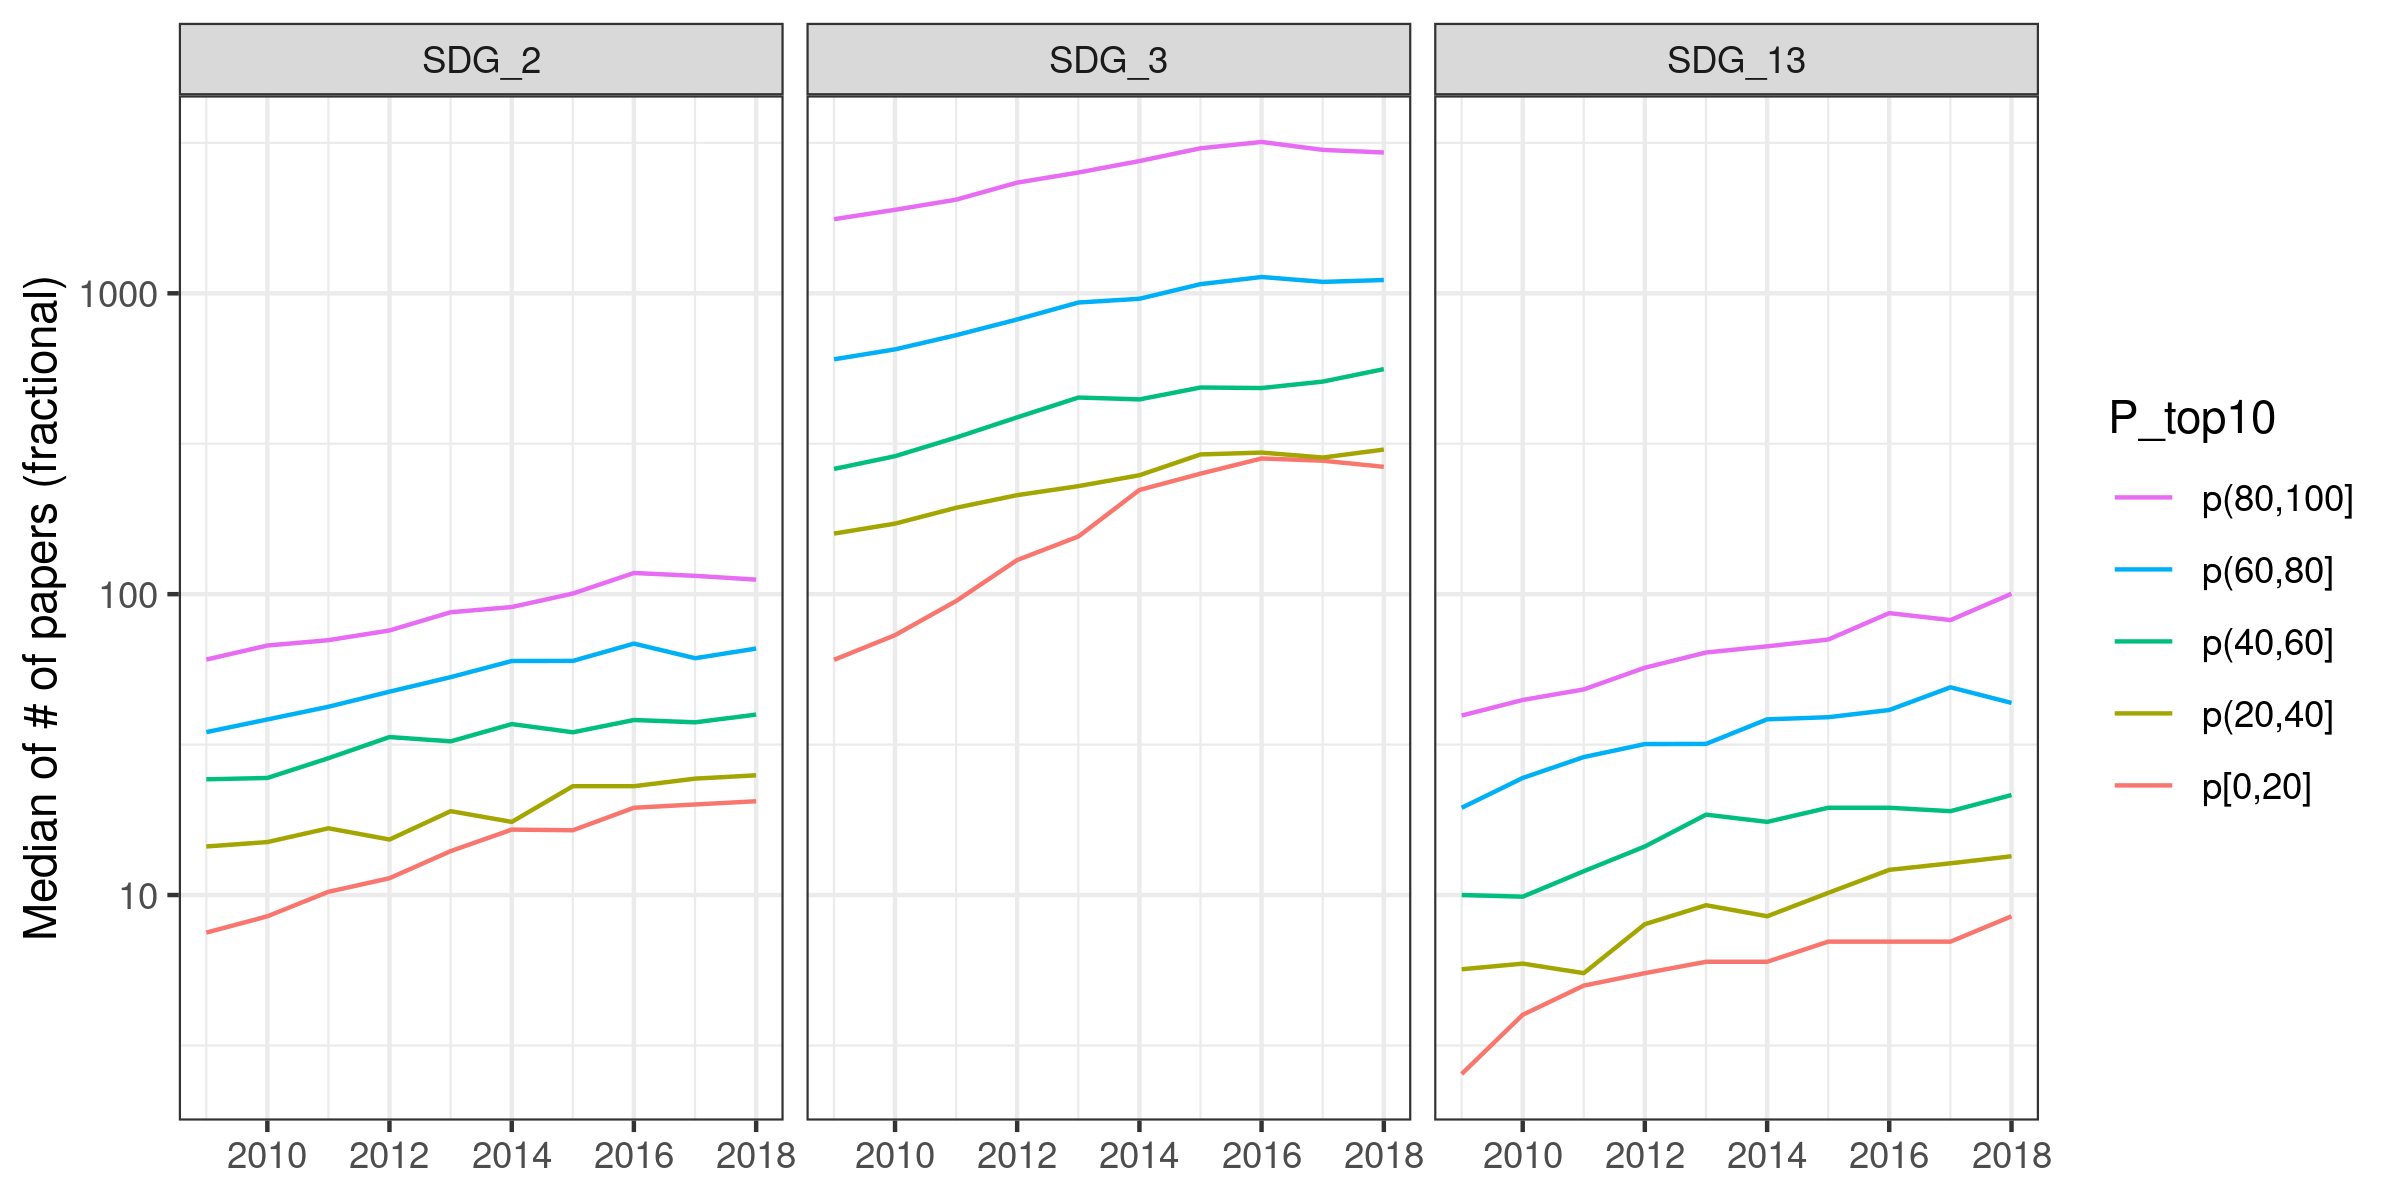 SDG_2
SDG_3
SDG_13
Median of # of papers (fractional)
1000
100
10
2010 2012 2014 2016 2018
2010 2012 2014 2016 2018
2010 2012 2014 2016 2018
P_top10
p(80,100]
p(60,80]
p(40,60]
p(20,40]
p[0,20]